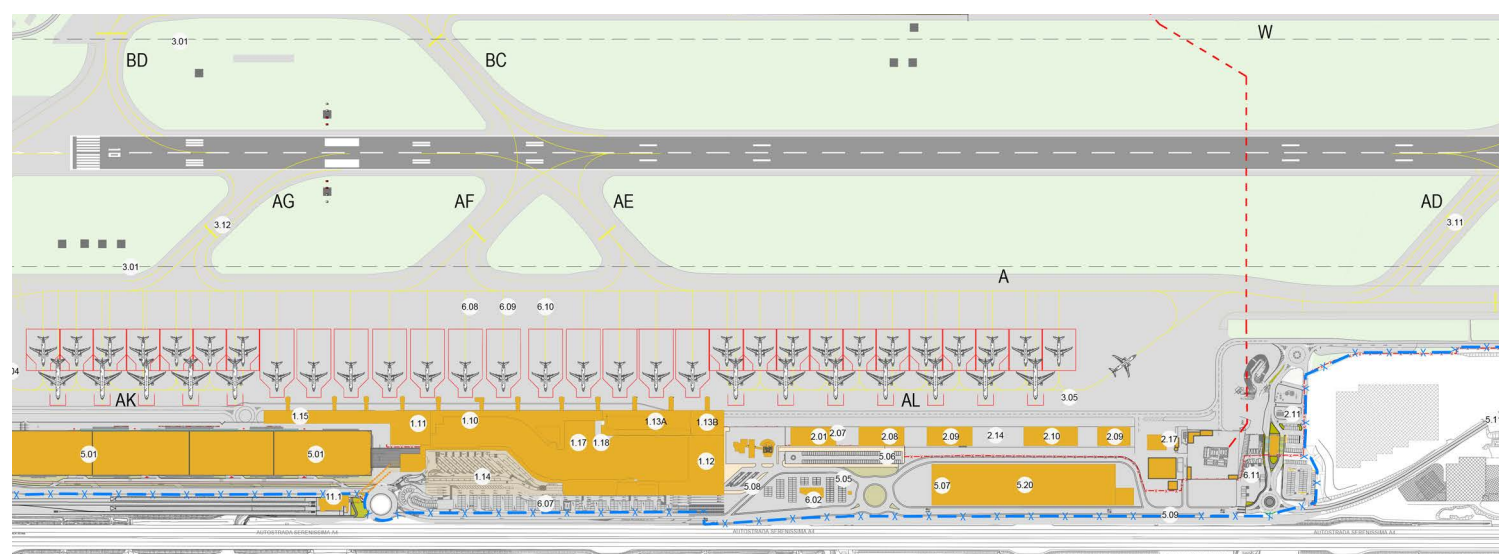 W
3.01
BD
BC
AG
AF
AE
AD
3.12
3.11
3.01
A
6.08
6.09
6.10
AK
AL
3.05
1.15
1.11
1.10
1.13A
1.13B
2.11
1.17
1.18
2.01
2.07
2.08
2.09
2.14
2.10
2.09
2.17
5.01
5.01
5.06
1.12
1.14
6.11
5.08
5.05
5.07
5.20
11.1
6.07
6.02
5.09
AUTOSTRADA SERENISSIMA A4
AUTOSTRADA SERENISSIMA A4
AUTOSTRADA SERENISSIMA A4